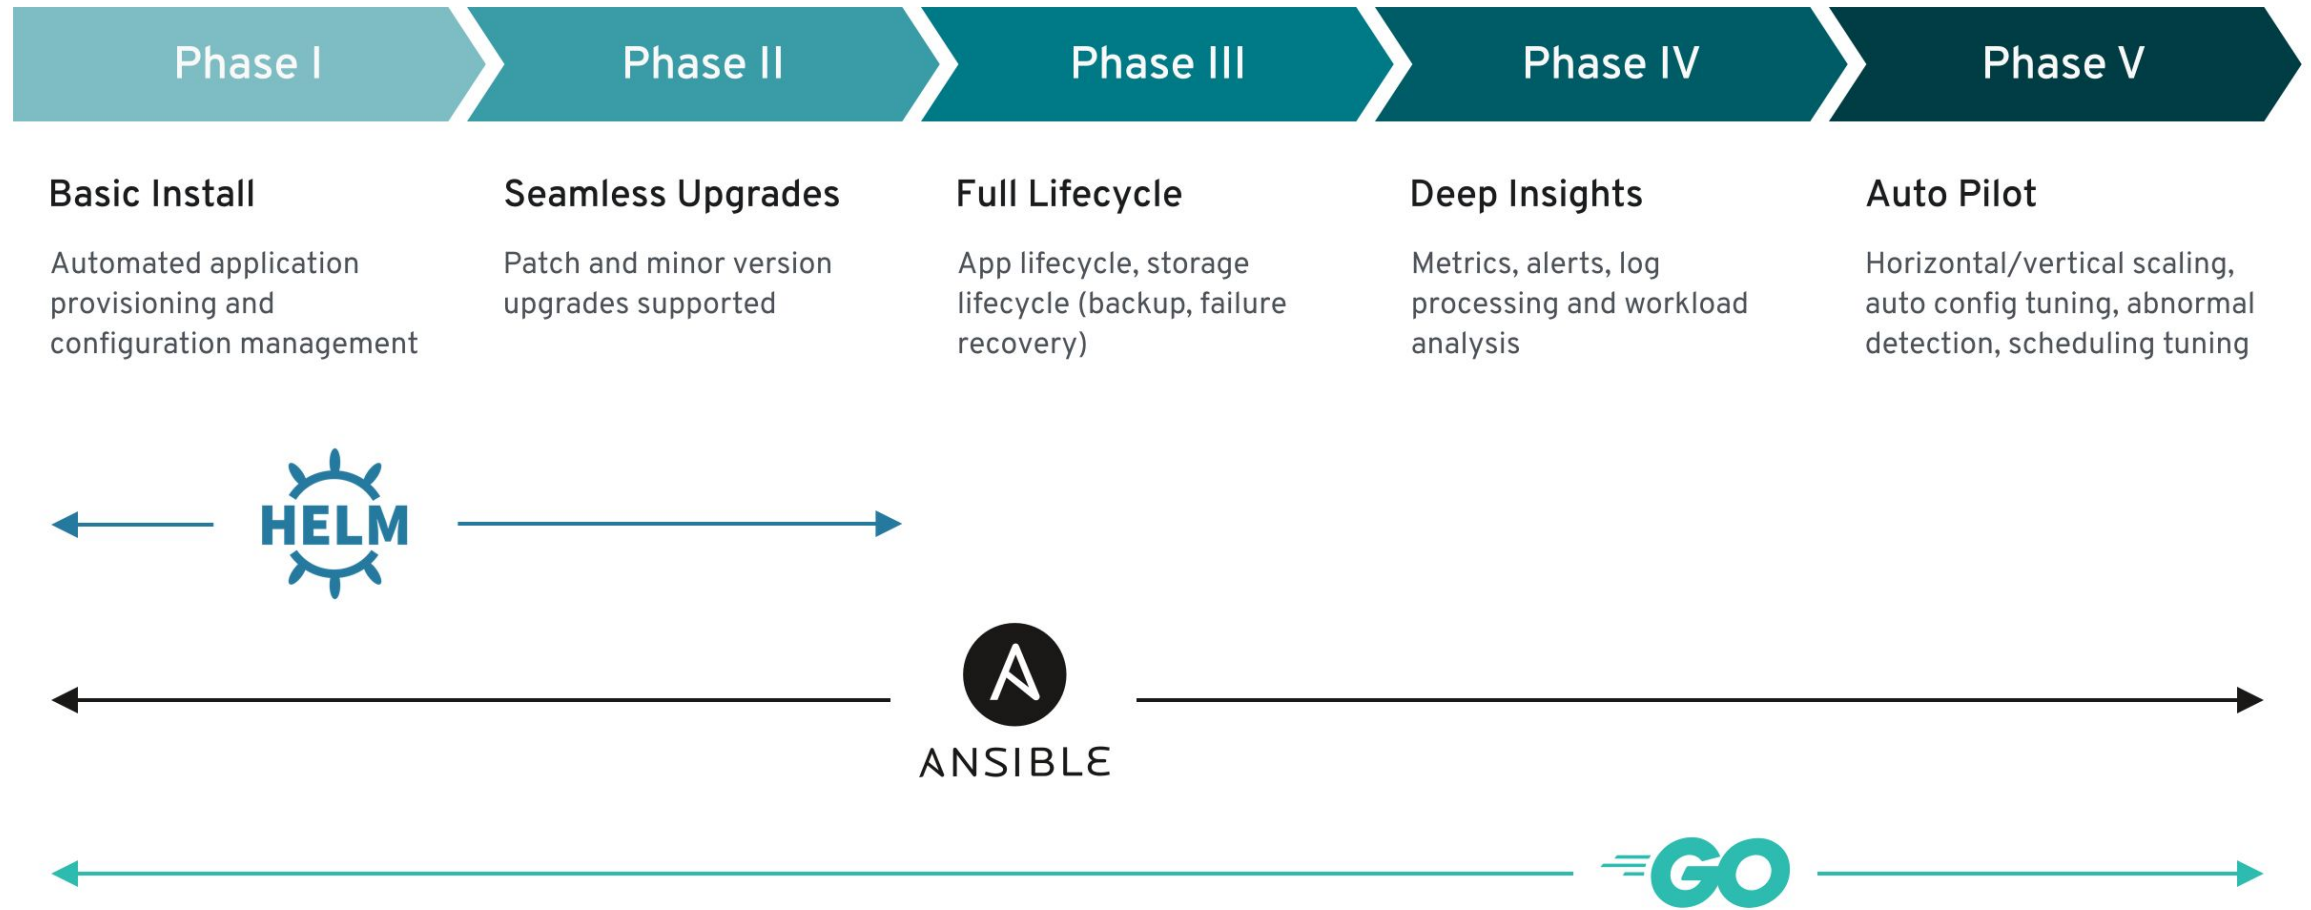 Phase I
Phase II
Phase III
Phase IV
Phase V
Basic Install
Automated application
provisioning and
configuration management
Seamless Upgrades
Patch and minor version
upgrades supported
Full Lifecycle
App lifecycle, storage
lifecycle (backup, failure
recovery)
Deep Insights
Metrics, alerts, log
processing and workload
analysis
Auto Pilot
Horizontal/vertical scaling,
auto config tuning, abnormal
detection, scheduling tuning
HELM
A
ANSIBLE
GO